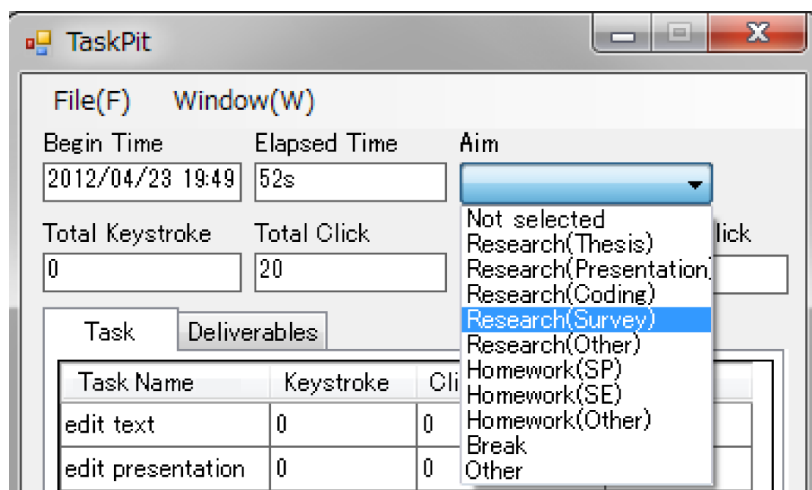 TaskPit
File(F) Window(W)
Begin Time Elapsed Time Aim
2012/04/23 19:49 52s
Total Keystroke Total Click lick
0 20
Not selected
Research(Thesis)
Research(Presentation)
Research(Coding)
Research(Survey)
Research(Other)
Homework(SP)
Homework(SE)
Homework(Other)
Break
Other
Task Deliverables
Task Name Keystroke Cli
edit text 0 0
edit presentation 0 0